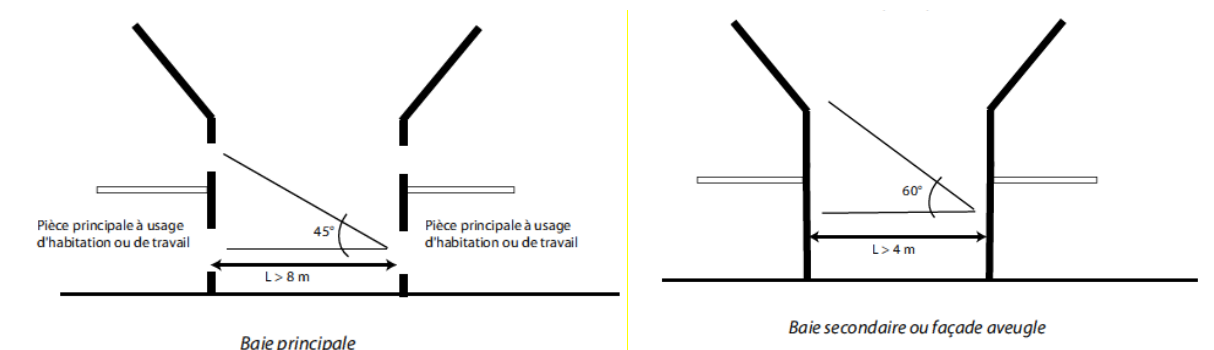 45°
Pièce principale à usage
d'habitation ou de travail
Pièce principale à usage
d'habitation ou de travail
L > 8 m
Baie principale
60°
L > 4 m
Baie secondaire ou façade aveugle